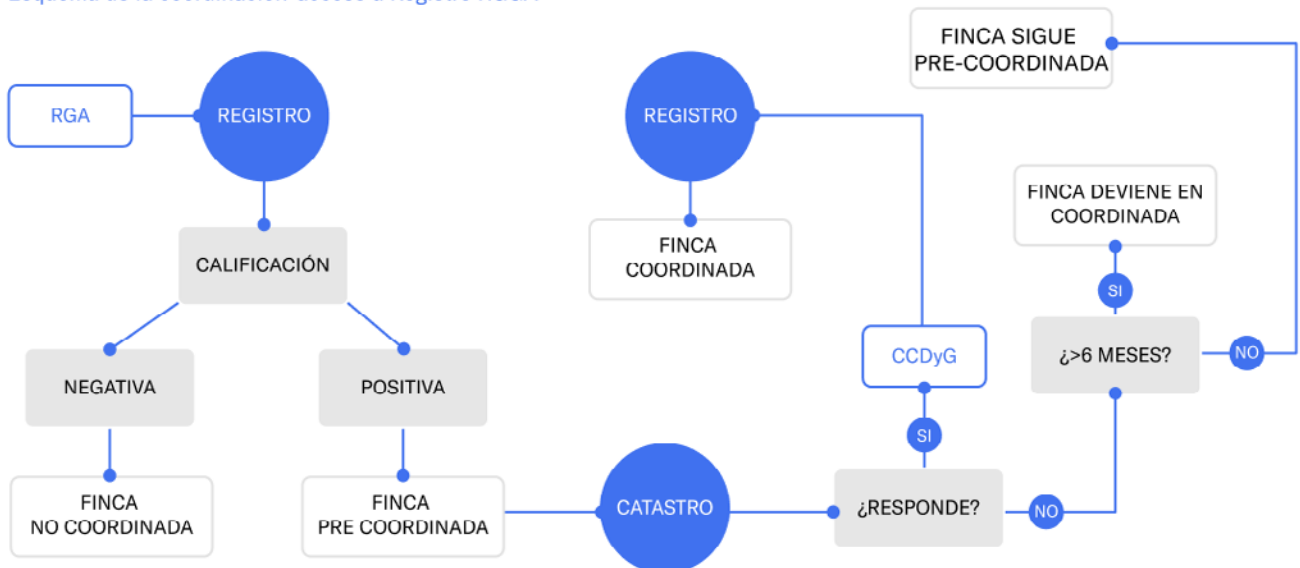 FINCA SIGUE
PRE-COORDINADA
RGA
REGISTRO
REGISTRO
FINCA DEVIENE EN
COORDINADA
FINCA
COORDINADA
CALIFICACIÓN
SI
CCDyG
¿>6 MESES?
NO
NEGATIVA
POSITIVA
SI
FINCA
NO COORDINADA
FINCA
PRE COORDINADA
CATASTRO
¿RESPONDE?
NO